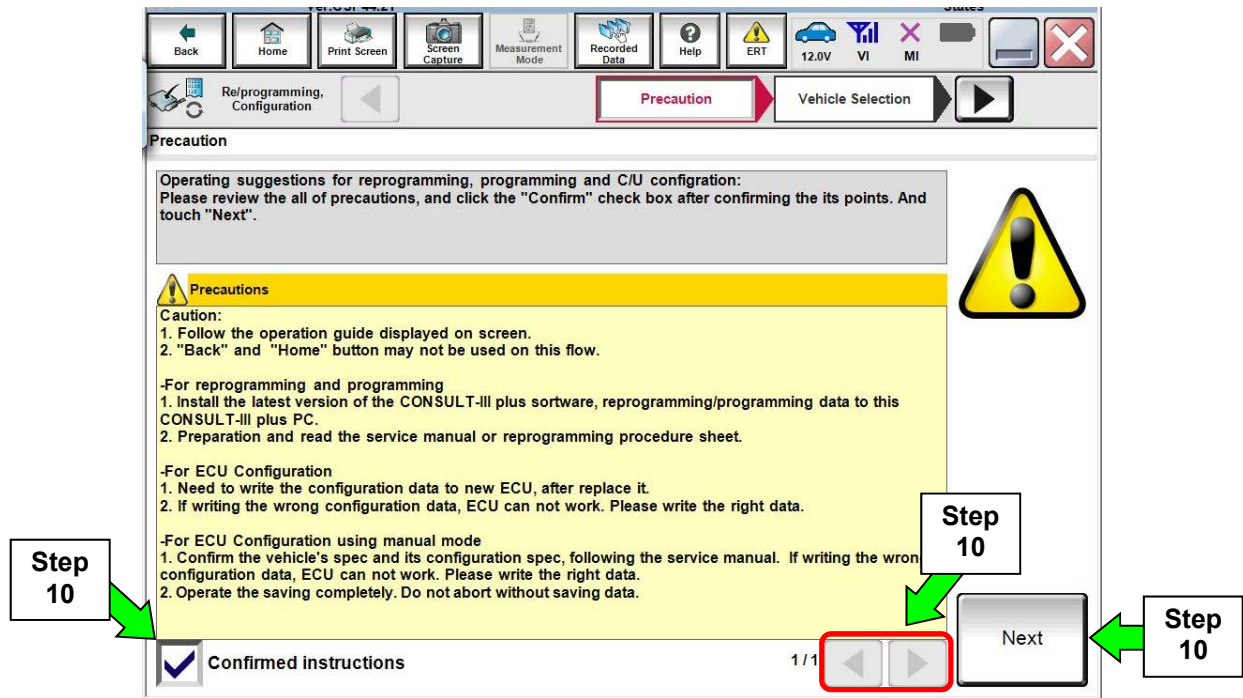 Back
Home
Print Screen
Screen
Capture
Measurement
Mode
Recorded
Data
Help
ERT
12.0V
VI
MI
Re/programming,
Configuration
Precaution
Vehicle Selection
Precaution
Operating suggestions for reprogramming, programming and C/U configration:
Please review the all of precautions, and click the "Confirm" check box after confirming the its points. And
touch "Next".
Precautions
Caution:
1. Follow the operation guide displayed on screen.
2. "Back" and "Home" button may not be used on this flow.
-For reprogramming and programming
1. Install the latest version of the CONSULT-III plus sortware, reprogramming/programming data to this
CONSULT-III plus PC.
2. Preparation and read the service manual or reprogramming procedure sheet.
-For ECU Configuration
1. Need to write the configuration data to new ECU, after replace it.
2. If writing the wrong configuration data, ECU can not work. Please write the right data.
-For ECU Configuration using manual mode
1. Confirm the vehicle's spec and its configuration spec, following the service manual. If writing the wrong
configuration data, ECU can not work. Please write the right data.
2. Operate the saving completely. Do not abort without saving data.
Step
10
Step
10
Confirmed instructions
1/1
Next
Step
10